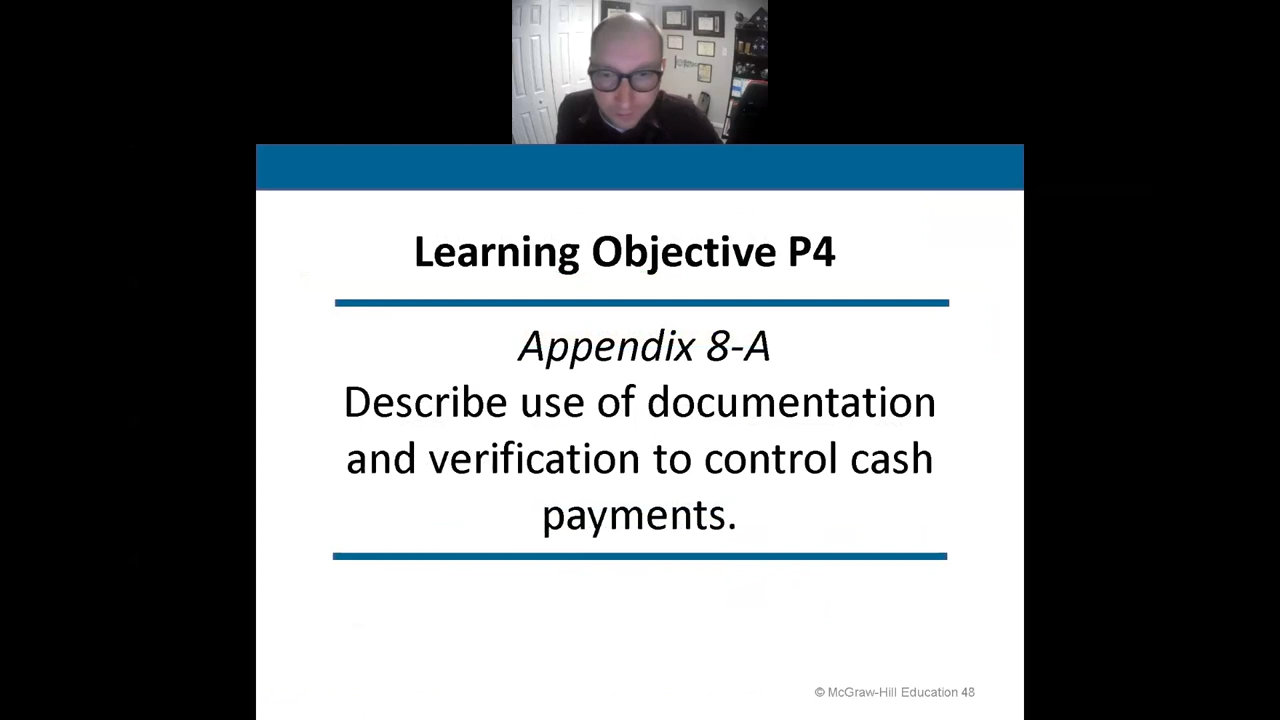 Learning Objective P4
Appendix 8-A
Describe use of documentation
and verification to control cash
payments.
© McGraw-Hill Education 48